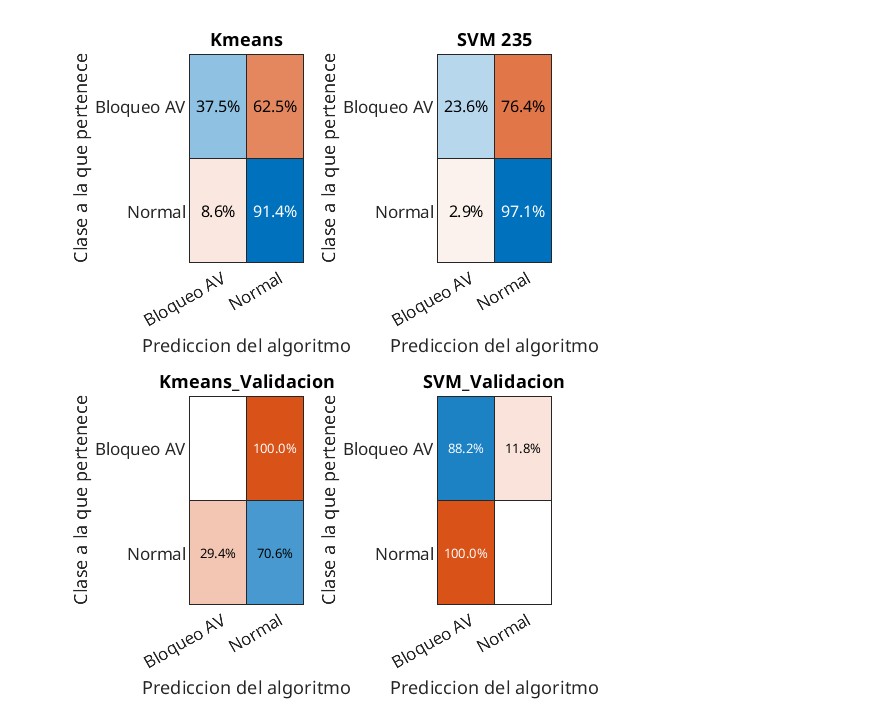 Kmeans
Clase a la que pertenece
Bloqueo AV
37.5%
62.5%
Normal
8.6%
91.4%
Bloqueo AV
Normal
Prediccion del algoritmo
SVM 235
Clase a la que pertenece
Bloqueo AV
23.6%
76.4%
Normal
2.9%
97.1%
Bloqueo AV
Normal
Prediccion del algoritmo
Kmeans_Validacion
Clase a la que pertenece
Bloqueo AV
100.0%
Normal
29.4%
70.6%
Bloqueo AV
Normal
Prediccion del algoritmo
SVM_Validacion
Clase a la que pertenece
Bloqueo AV
88.2%
11.8%
Normal
100.0%
Bloqueo AV
Normal
Prediccion del algoritmo